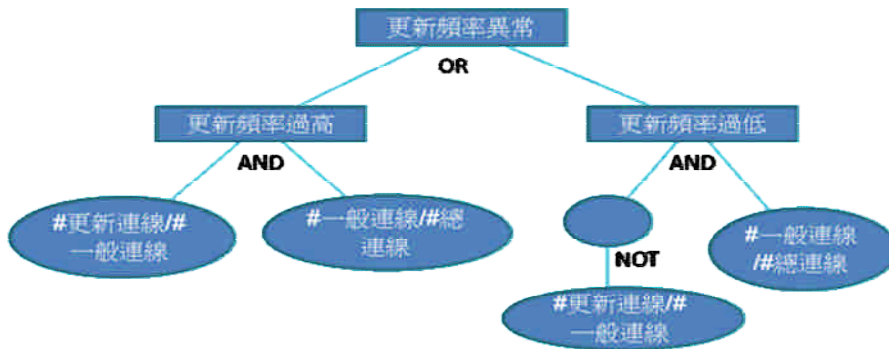 更新頻率異常
OR
更新頻率過高
更新頻率過低
AND
AND
#更新連線/#
一般連線
#一般連線/#總
連線
#一般連線
/#總連線
NOT
#更新連線/#
一般連線